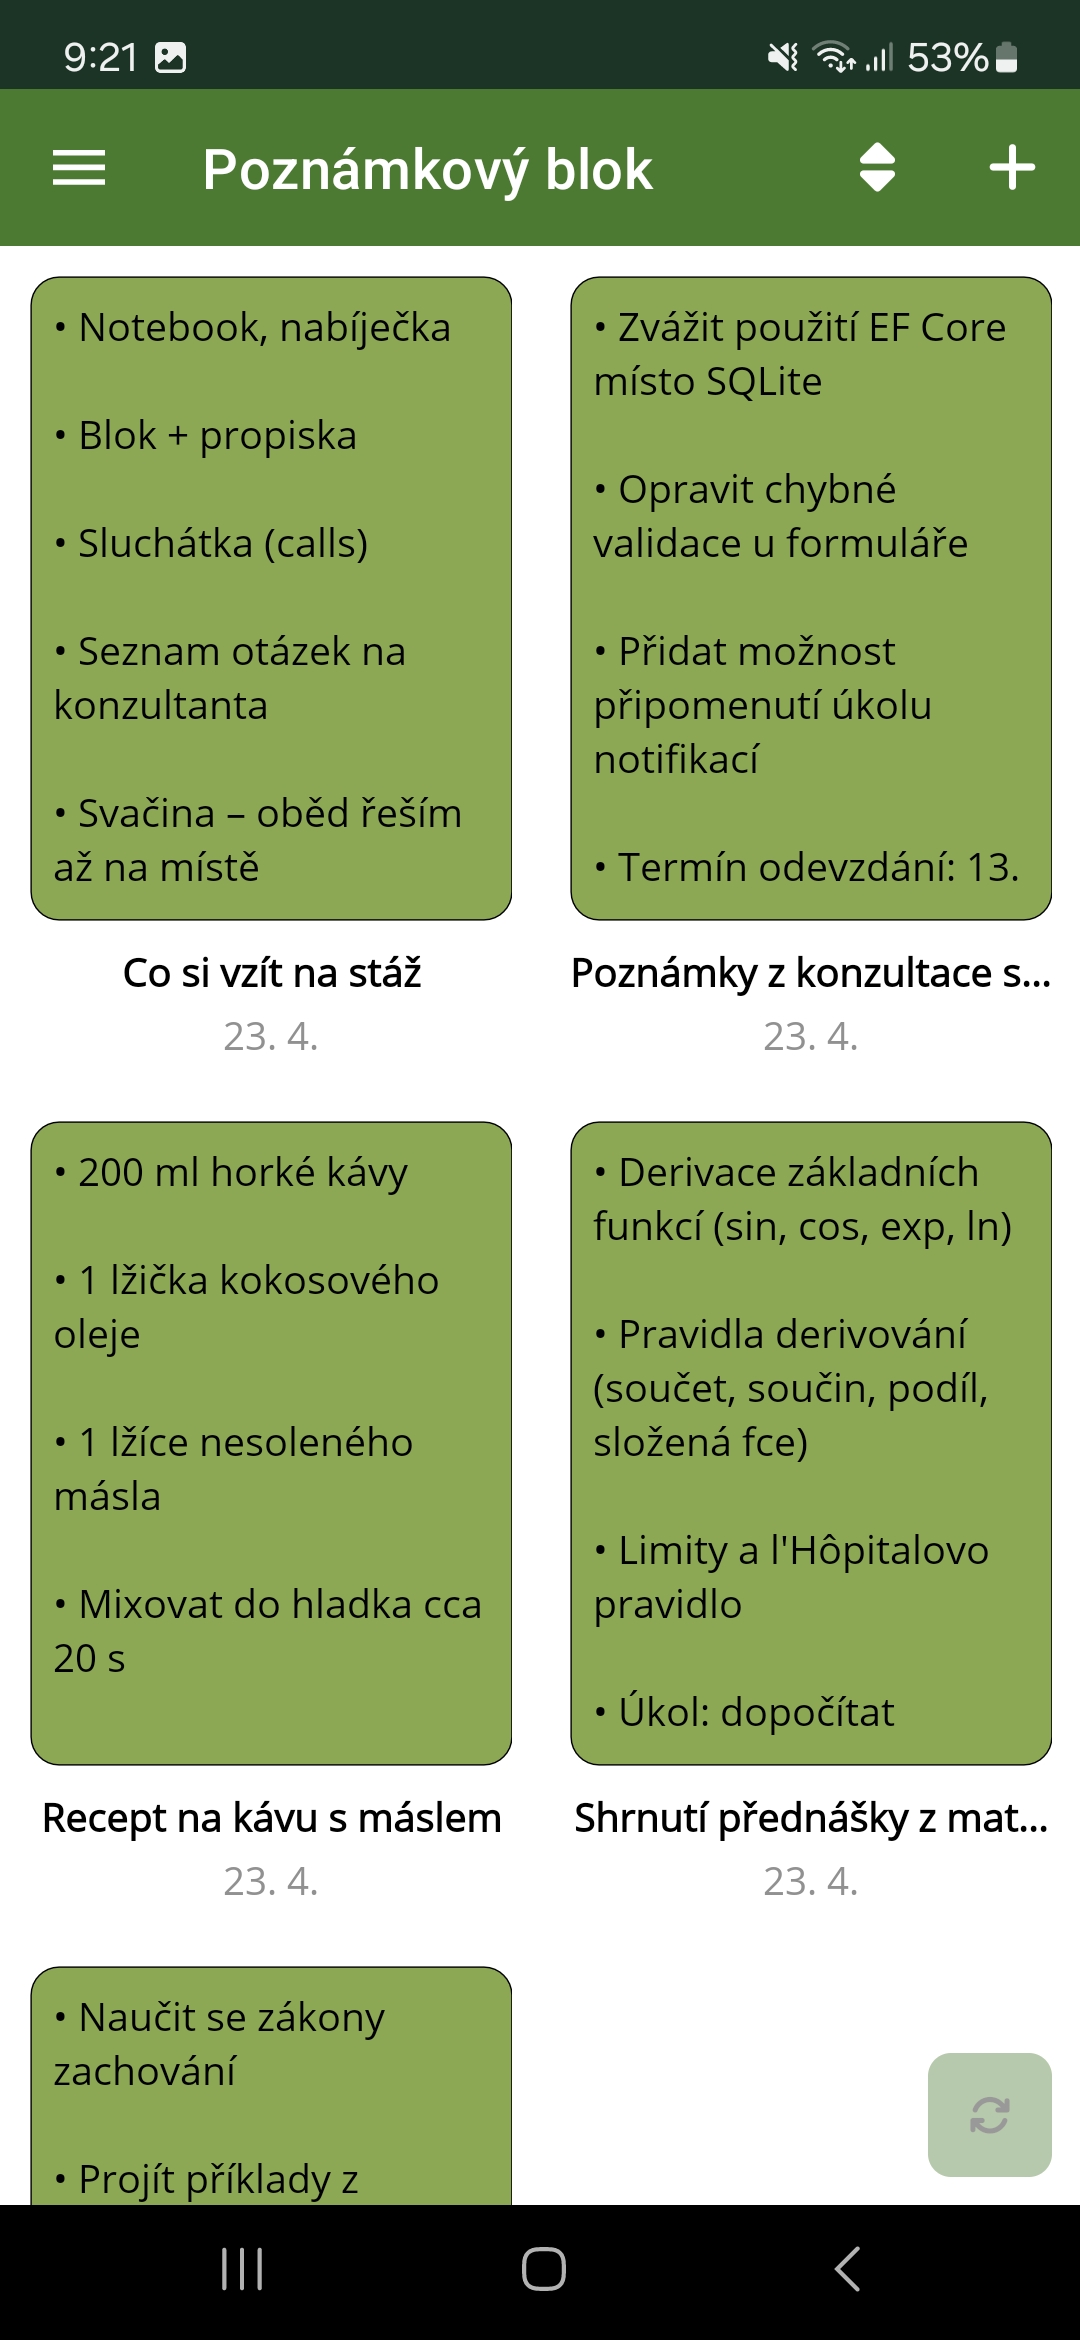 9:21
53%
Poznámkový blok
• Notebook, nabíječka
• Blok + propiska
• Sluchátka (calls)
• Seznam otázek na
konzultanta
• Svačina – oběd řeším
až na místě
Co si vzít na stáž
23. 4.
• Zvážit použití EF Core
místo SQLite
• Opravit chybné
validace u formuláře
• Přidat možnost
připomenutí úkolu
notifikací
• Termín odevzdání: 13.
Poznámky z konzultace s...
23. 4.
• 200 ml horké kávy
• 1 lžička kokosového
oleje
• 1 lžíce nesoleného
másla
• Mixovat do hladka cca
20 s
Recept na kávu s máslem
23. 4.
• Derivace základních
funkcí (sin, cos, exp, ln)
• Pravidla derivování
(součet, součin, podíl,
složená fce)
• Limity a l'Hôpitalovo
pravidlo
• Úkol: dopočítat
Shrnutí přednášky z mat...
23. 4.
• Naučit se zákony
zachování
• Projít příklady z